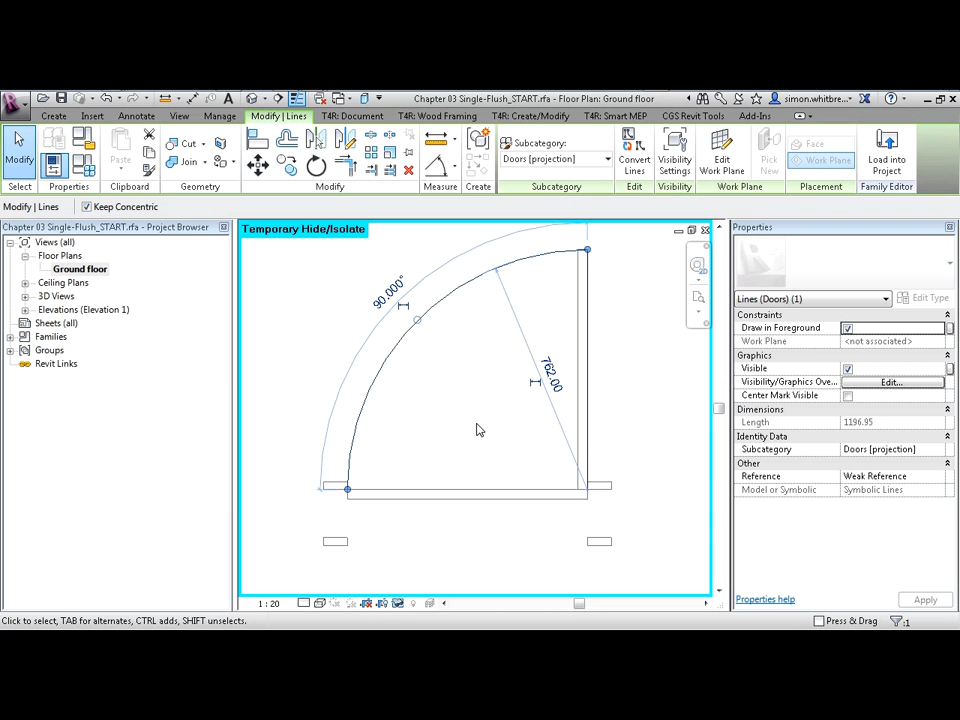 Chapter 03 Single-Flush_START.rfa - Floor Plan: Ground floor
simon.whitbre...
Create Insert Annotate View Manage Modify | Lines T4R: Document T4R: Wood Framing T4R: Create/Modify T4R: Smart MEP CGS Revit Tools Add-Ins
Modify
Paste
Cut
Join
Subcategory:
Doors [projection]
Convert Lines
Visibility Settings
Edit Work Plane
Pick New
Face
Work Plane
Load into Project
Select Properties Clipboard Geometry Modify Measure Create Subcategory Edit Visibility Work Plane Placement Family Editor
Modify | Lines Keep Concentric
Chapter 03 Single-Flush_START.rfa - Project Browser
Views (all)
Floor Plans
Ground floor
Ceiling Plans
3D Views
Elevations (Elevation 1)
Sheets (all)
Families
Groups
Revit Links
Temporary Hide/Isolate
90.000°
762.00
1 : 20
Properties
Lines (Doors) (1) Edit Type
Constraints
Draw in Foreground
Work Plane <not associated>
Graphics
Visible
Visibility/Graphics Ove... Edit...
Center Mark Visible
Dimensions
Length 1196.95
Identity Data
Subcategory Doors [projection]
Other
Reference Weak Reference
Model or Symbolic Symbolic Lines
Properties help Apply
Click to select, TAB for alternates, CTRL adds, SHIFT unselects. Press & Drag :1